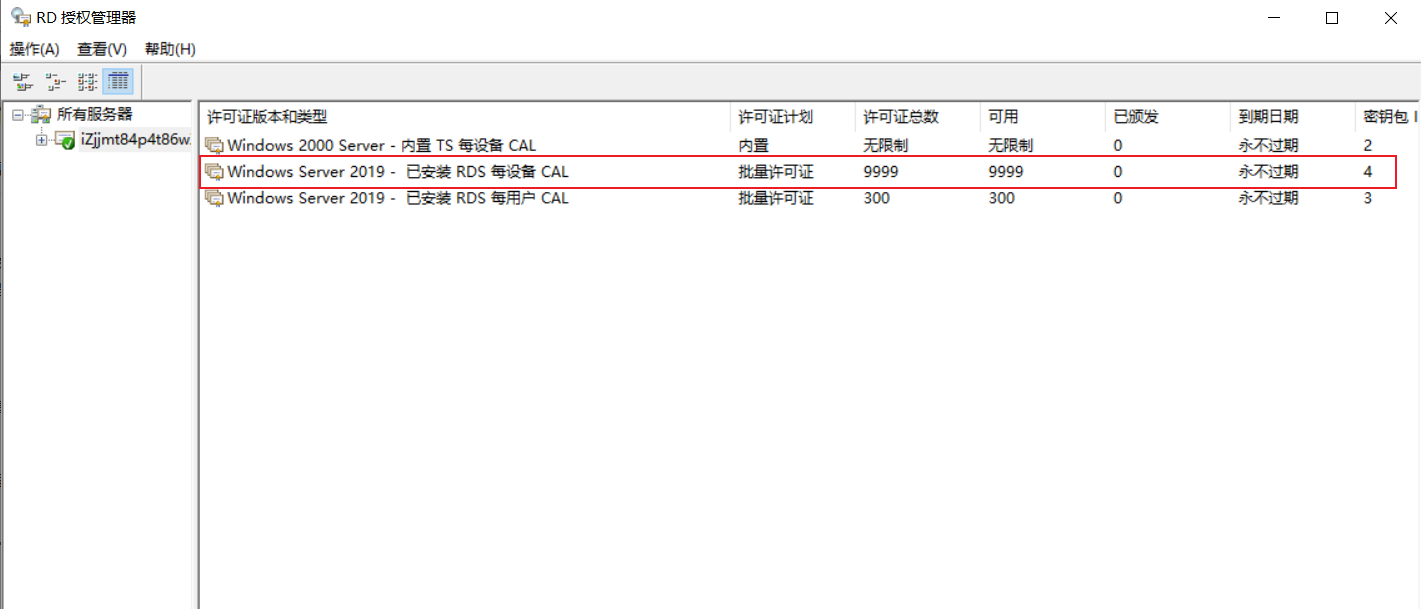 RD 授权管理器
操作(A) 查看(V) 帮助(H)
所有服务器
iZjjmt84p4t86w
许可证版本和类型 许可证计划 许可证总数 可用 已颁发 到期日期 密钥包 I
Windows 2000 Server - 内置 TS 每设备 CAL 内置 无限制 无限制 0 永不过期 2
Windows Server 2019 - 已安装 RDS 每设备 CAL 批量许可证 9999 9999 0 永不过期 4
Windows Server 2019 - 已安装 RDS 每用户 CAL 批量许可证 300 300 0 永不过期 3